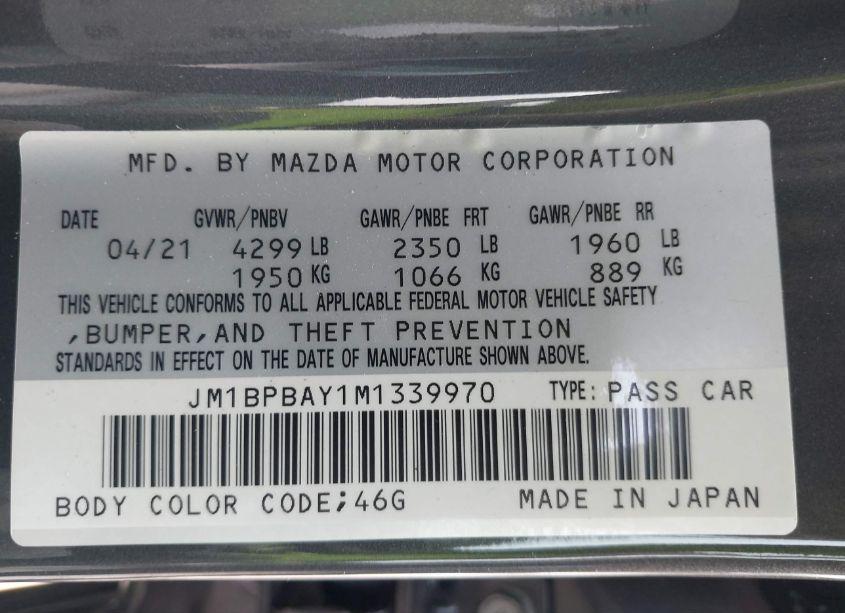 MFD. BY MAZDA MOTOR CORPORATION
DATE GVWR/PNBV GAWR/PNBE FRT GAWR/PNBE RR
04/21 4299 LB 2350 LB 1960 LB
1950 KG 1066 KG 889 KG
THIS VEHICLE CONFORMS TO ALL APPLICABLE FEDERAL MOTOR VEHICLE SAFETY
,BUMPER,AND THEFT PREVENTION
STANDARDS IN EFFECT ON THE DATE OF MANUFACTURE SHOWN ABOVE.
JM1BPBAY1M1339970 TYPE: PASS CAR
BODY COLOR CODE;46G MADE IN JAPAN